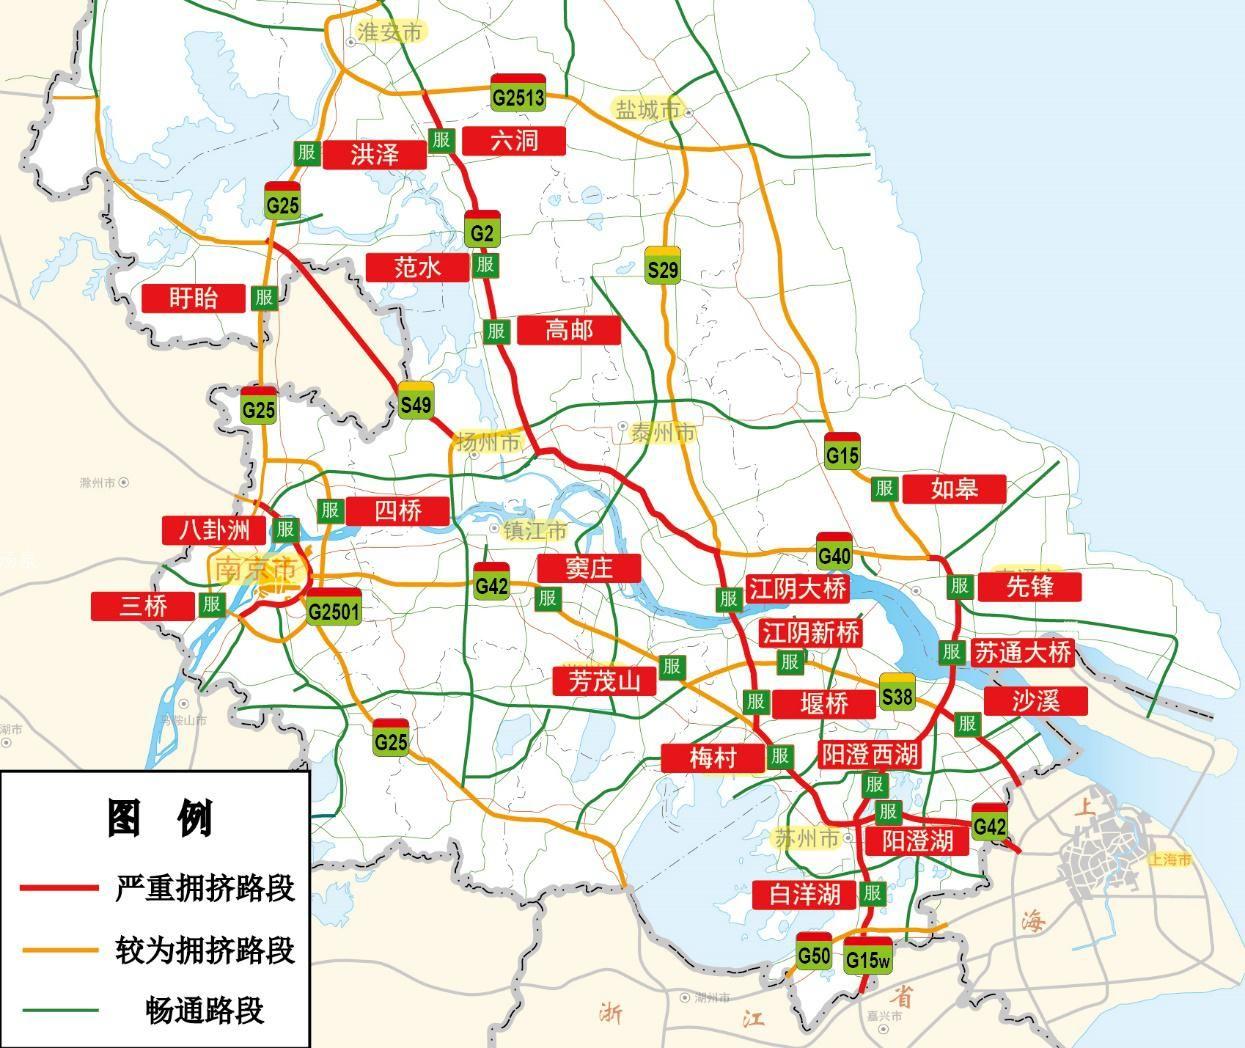 淮安市
G2513
盐城市
服
六洞
服
洪泽
G25
G2
范水
服
S29
盱眙
服
服
高邮
G25
S49
扬州市
泰州市
G15
滁州市
服
如皋
服
四桥
八卦洲
服
镇江市
南京市
G40
窦庄
G42
服
江阴大桥
服
先锋
三桥
服
G2501
服
江阴新桥
服
苏通大桥
服
芳茂山
服
S38
沙溪
服
堰桥
服
马鞍山市
湖市
G25
梅村
服
阳澄西湖
服
图 例
上
服
G42
苏州市
阳澄湖
上海市
严重拥挤路段
白洋湖
服
海
较为拥挤路段
G50
G15w
湖州市
省
畅通路段
浙
江
嘉兴市